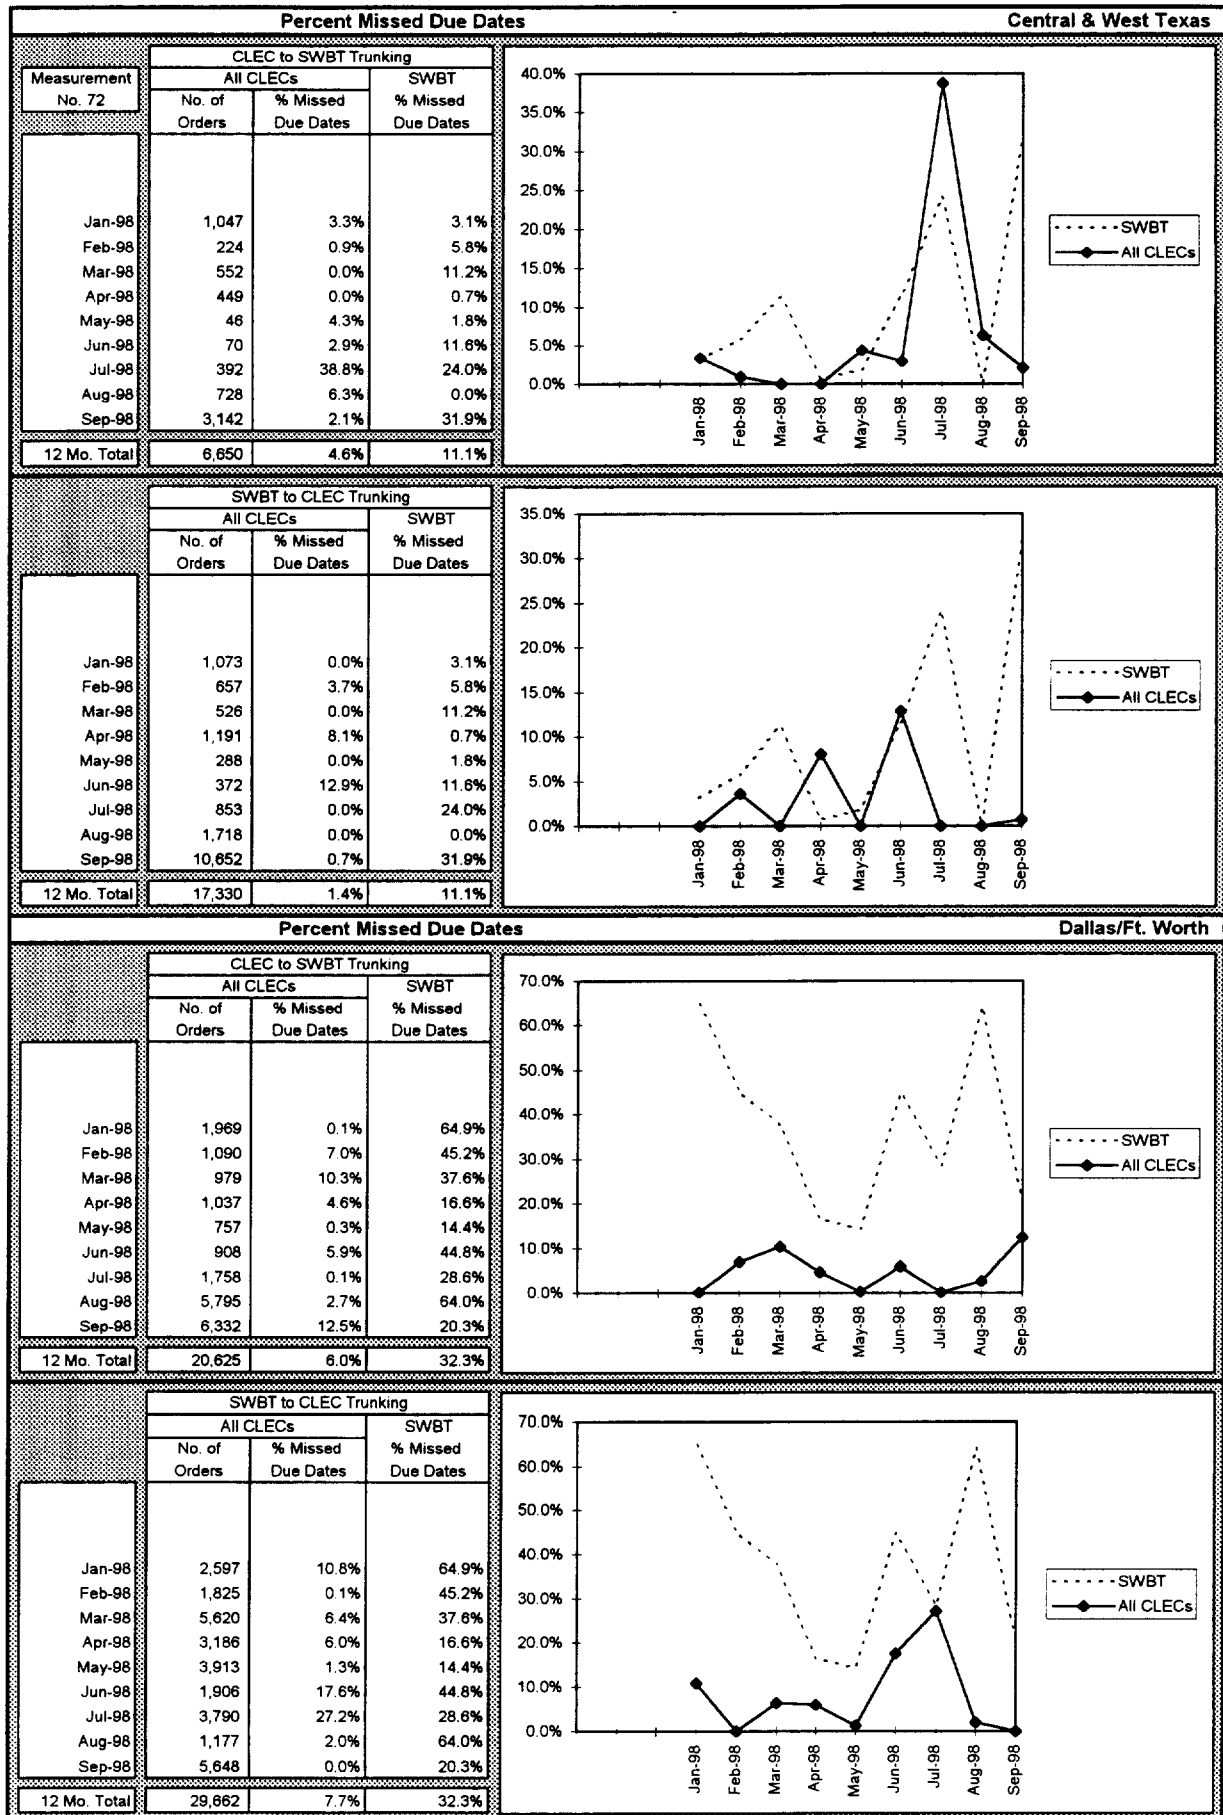 Percent Missed Due Dates Central & West Texas
CLEC to SWBT Trunking
Measurement All CLECs SWBT
No. 72 No. of % Missed % Missed
Orders Due Dates Due Dates
Jan-98 1,047 3.3% 3.1%
Feb-98 224 0.9% 5.8%
Mar-98 552 0.0% 11.2%
Apr-98 449 0.0% 0.7%
May-98 46 4.3% 1.8%
Jun-98 70 2.9% 11.6%
Jul-98 392 38.8% 24.0%
Aug-98 728 6.3% 0.0%
Sep-98 3,142 2.1% 31.9%
12 Mo. Total 6,650 4.6% 11.1%
40.0%
35.0%
30.0%
25.0%
20.0%
15.0%
10.0%
5.0%
0.0%
Jan-98 Feb-98 Mar-98 Apr-98 May-98 Jun-98 Jul-98 Aug-98 Sep-98
SWBT
All CLECs
SWBT to CLEC Trunking
All CLECs SWBT
No. of % Missed % Missed
Orders Due Dates Due Dates
Jan-98 1,073 0.0% 3.1%
Feb-98 657 3.7% 5.8%
Mar-98 526 0.0% 11.2%
Apr-98 1,191 8.1% 0.7%
May-98 288 0.0% 1.8%
Jun-98 372 12.9% 11.6%
Jul-98 853 0.0% 24.0%
Aug-98 1,718 0.0% 0.0%
Sep-98 10,652 0.7% 31.9%
12 Mo. Total 17,330 1.4% 11.1%
35.0%
30.0%
25.0%
20.0%
15.0%
10.0%
5.0%
0.0%
Jan-98 Feb-98 Mar-98 Apr-98 May-98 Jun-98 Jul-98 Aug-98 Sep-98
SWBT
All CLECs
Percent Missed Due Dates Dallas/Ft. Worth
CLEC to SWBT Trunking
All CLECs SWBT
No. of % Missed % Missed
Orders Due Dates Due Dates
Jan-98 1,969 0.1% 64.9%
Feb-98 1,090 7.0% 45.2%
Mar-98 979 10.3% 37.6%
Apr-98 1,037 4.6% 16.6%
May-98 757 0.3% 14.4%
Jun-98 908 5.9% 44.8%
Jul-98 1,758 0.1% 28.6%
Aug-98 5,795 2.7% 64.0%
Sep-98 6,332 12.5% 20.3%
12 Mo. Total 20,625 6.0% 32.3%
70.0%
60.0%
50.0%
40.0%
30.0%
20.0%
10.0%
0.0%
Jan-98 Feb-98 Mar-98 Apr-98 May-98 Jun-98 Jul-98 Aug-98 Sep-98
SWBT
All CLECs
SWBT to CLEC Trunking
All CLECs SWBT
No. of % Missed % Missed
Orders Due Dates Due Dates
Jan-98 2,597 10.8% 64.9%
Feb-98 1,825 0.1% 45.2%
Mar-98 5,620 6.4% 37.6%
Apr-98 3,186 6.0% 16.6%
May-98 3,913 1.3% 14.4%
Jun-98 1,906 17.6% 44.8%
Jul-98 3,790 27.2% 28.6%
Aug-98 1,177 2.0% 64.0%
Sep-98 5,648 0.0% 20.3%
12 Mo. Total 29,662 7.7% 32.3%
70.0%
60.0%
50.0%
40.0%
30.0%
20.0%
10.0%
0.0%
Jan-98 Feb-98 Mar-98 Apr-98 May-98 Jun-98 Jul-98 Aug-98 Sep-98
SWBT
All CLECs